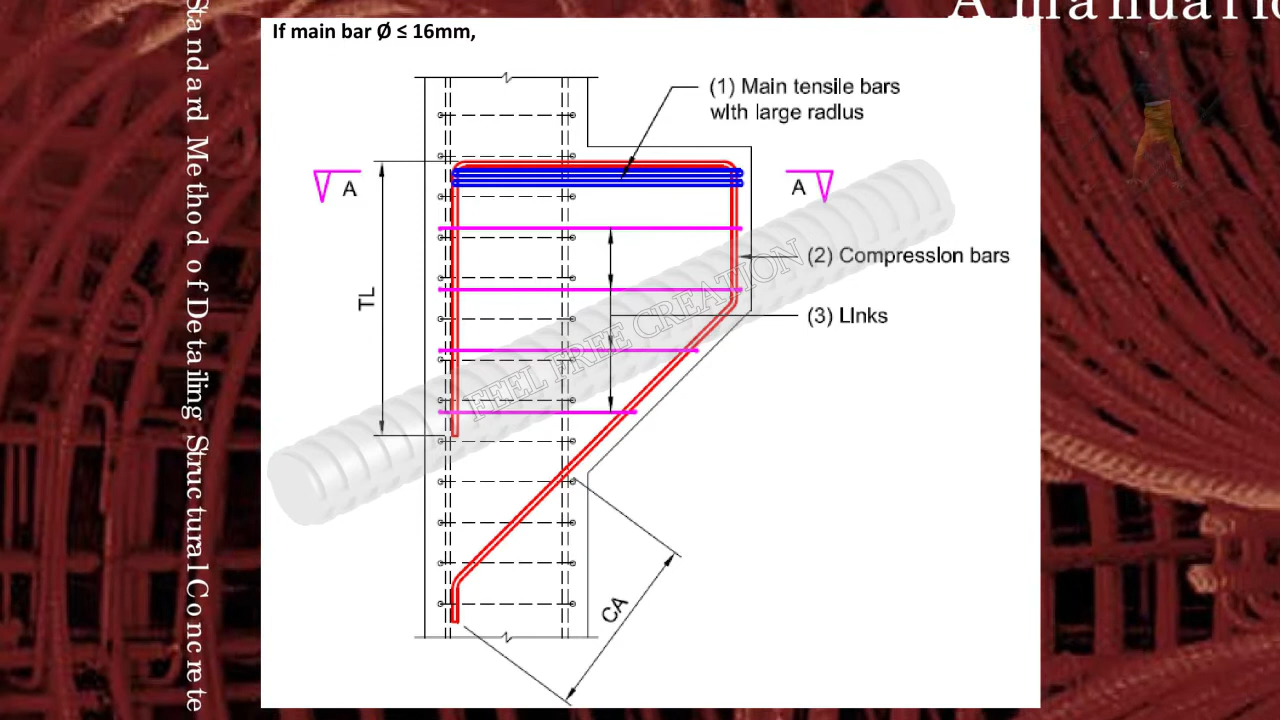 A manual
Standard Method of Detailing Structural Concrete
If main bar Ø ≤ 16mm,
(1) Main tensile bars
with large radius
A
A
(2) Compression bars
TL
FEEL FREE CREATION
(3) Links
CA